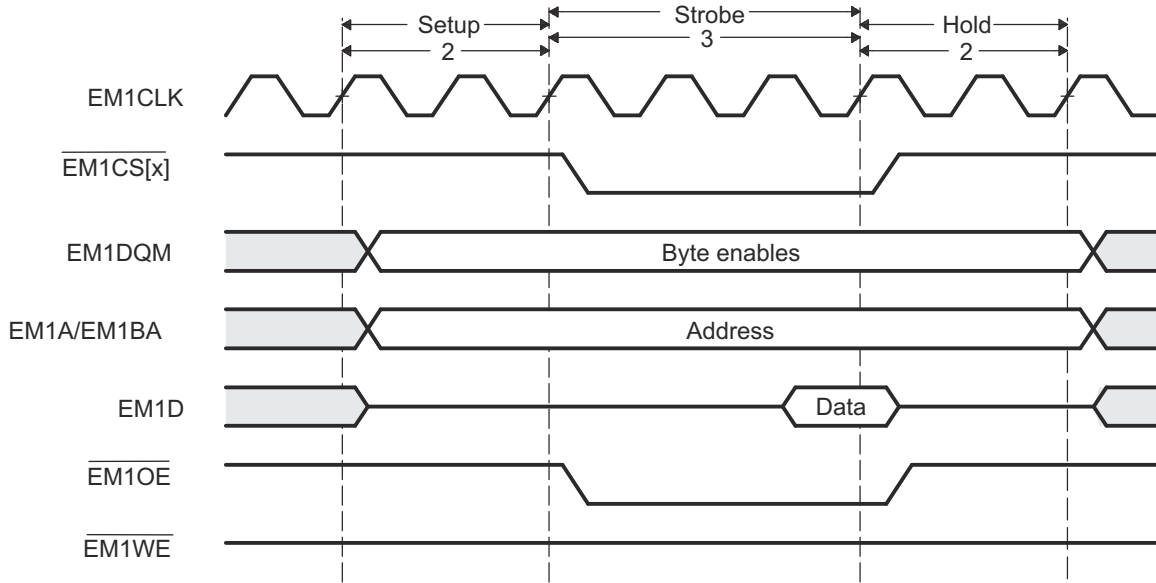 Setup
Strobe
Hold
2
3
2
EM1CLK
EM1CS[x]
EM1DQM
Byte enables
EM1A/EM1BA
Address
EM1D
Data
EM1OE
EM1WE